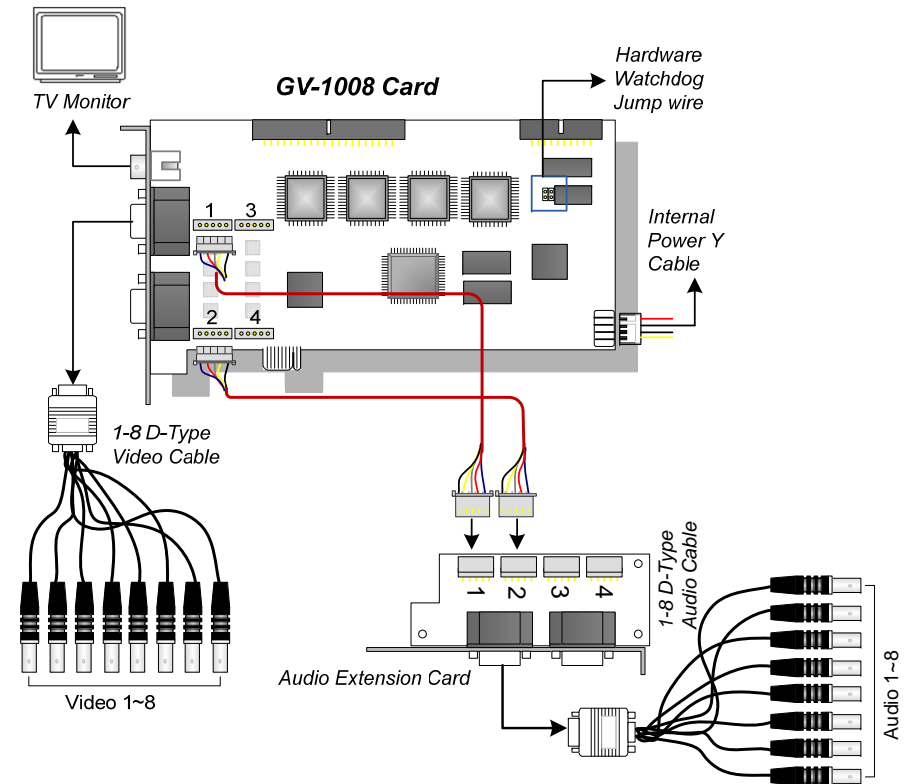 TV Monitor
GV-1008 Card
Hardware
Watchdog
Jump wire
1
3
2
4
Internal
Power Y
Cable
1-8 D-Type
Video Cable
Video 1~8
1
2
3
4
1-8 D-Type
Audio Cable
Audio Extension Card
Audio 1~8